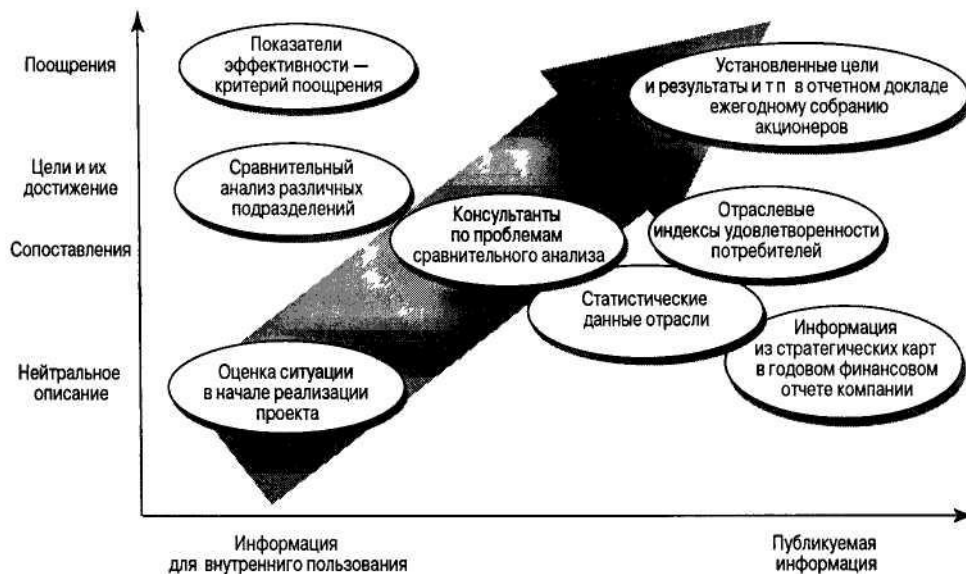 Поощрения
Показатели
эффективности —
критерий поощрения
Установленные цели
и результаты и т п в отчетном докладе
ежегодному собранию
акционеров
Цели и их
достижение
Сравнительный
анализ различных
подразделений
Сопоставления
Консультанты
по проблемам
сравнительного анализа
Отраслевые
индексы удовлетворенности
потребителей
Статистические
данные отрасли
Нейтральное
описание
Оценка ситуации
в начале реализации
проекта
Информация
из стратегических карт
в годовом финансовом
отчете компании
Информация
для внутреннего пользования
Публикуемая
информация